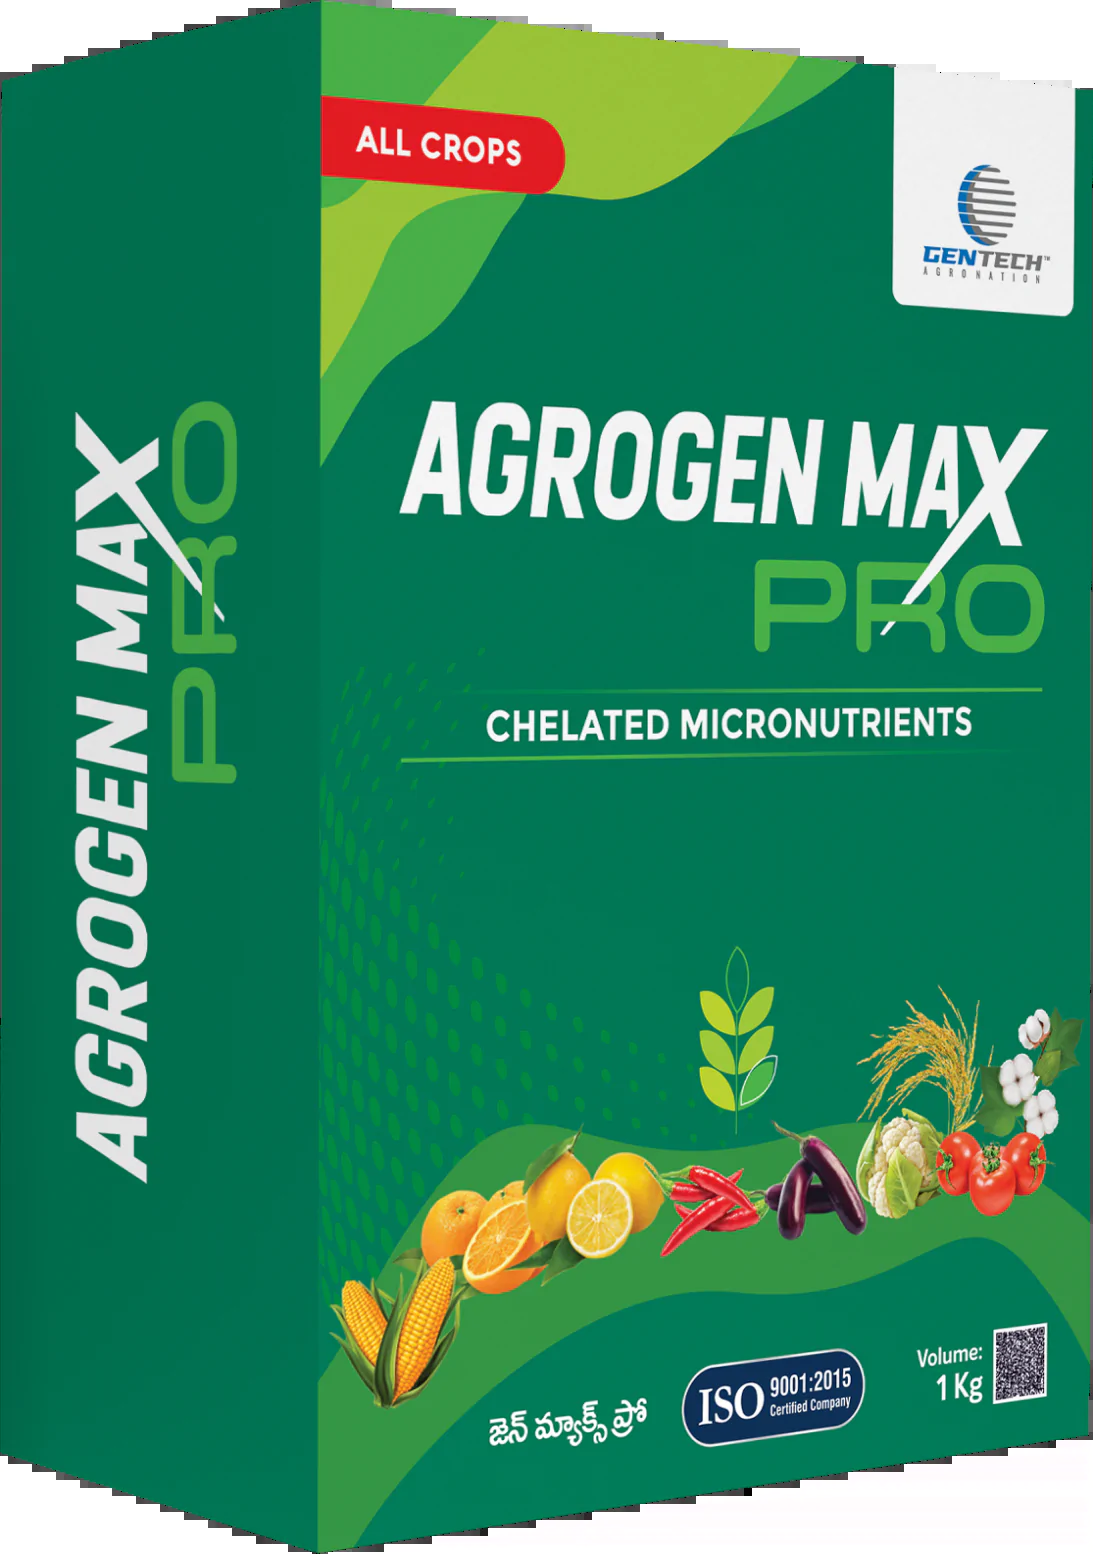 ALL CROPS
GENTECH™
AGRONATION
AGROGEN MAX
PRO
CHELATED MICRONUTRIENTS
జెన్ మ్యాక్స్ ప్రో
ISO 9001:2015
Certified Company
Volume:
1 Kg
AGROGEN MAX
PRO